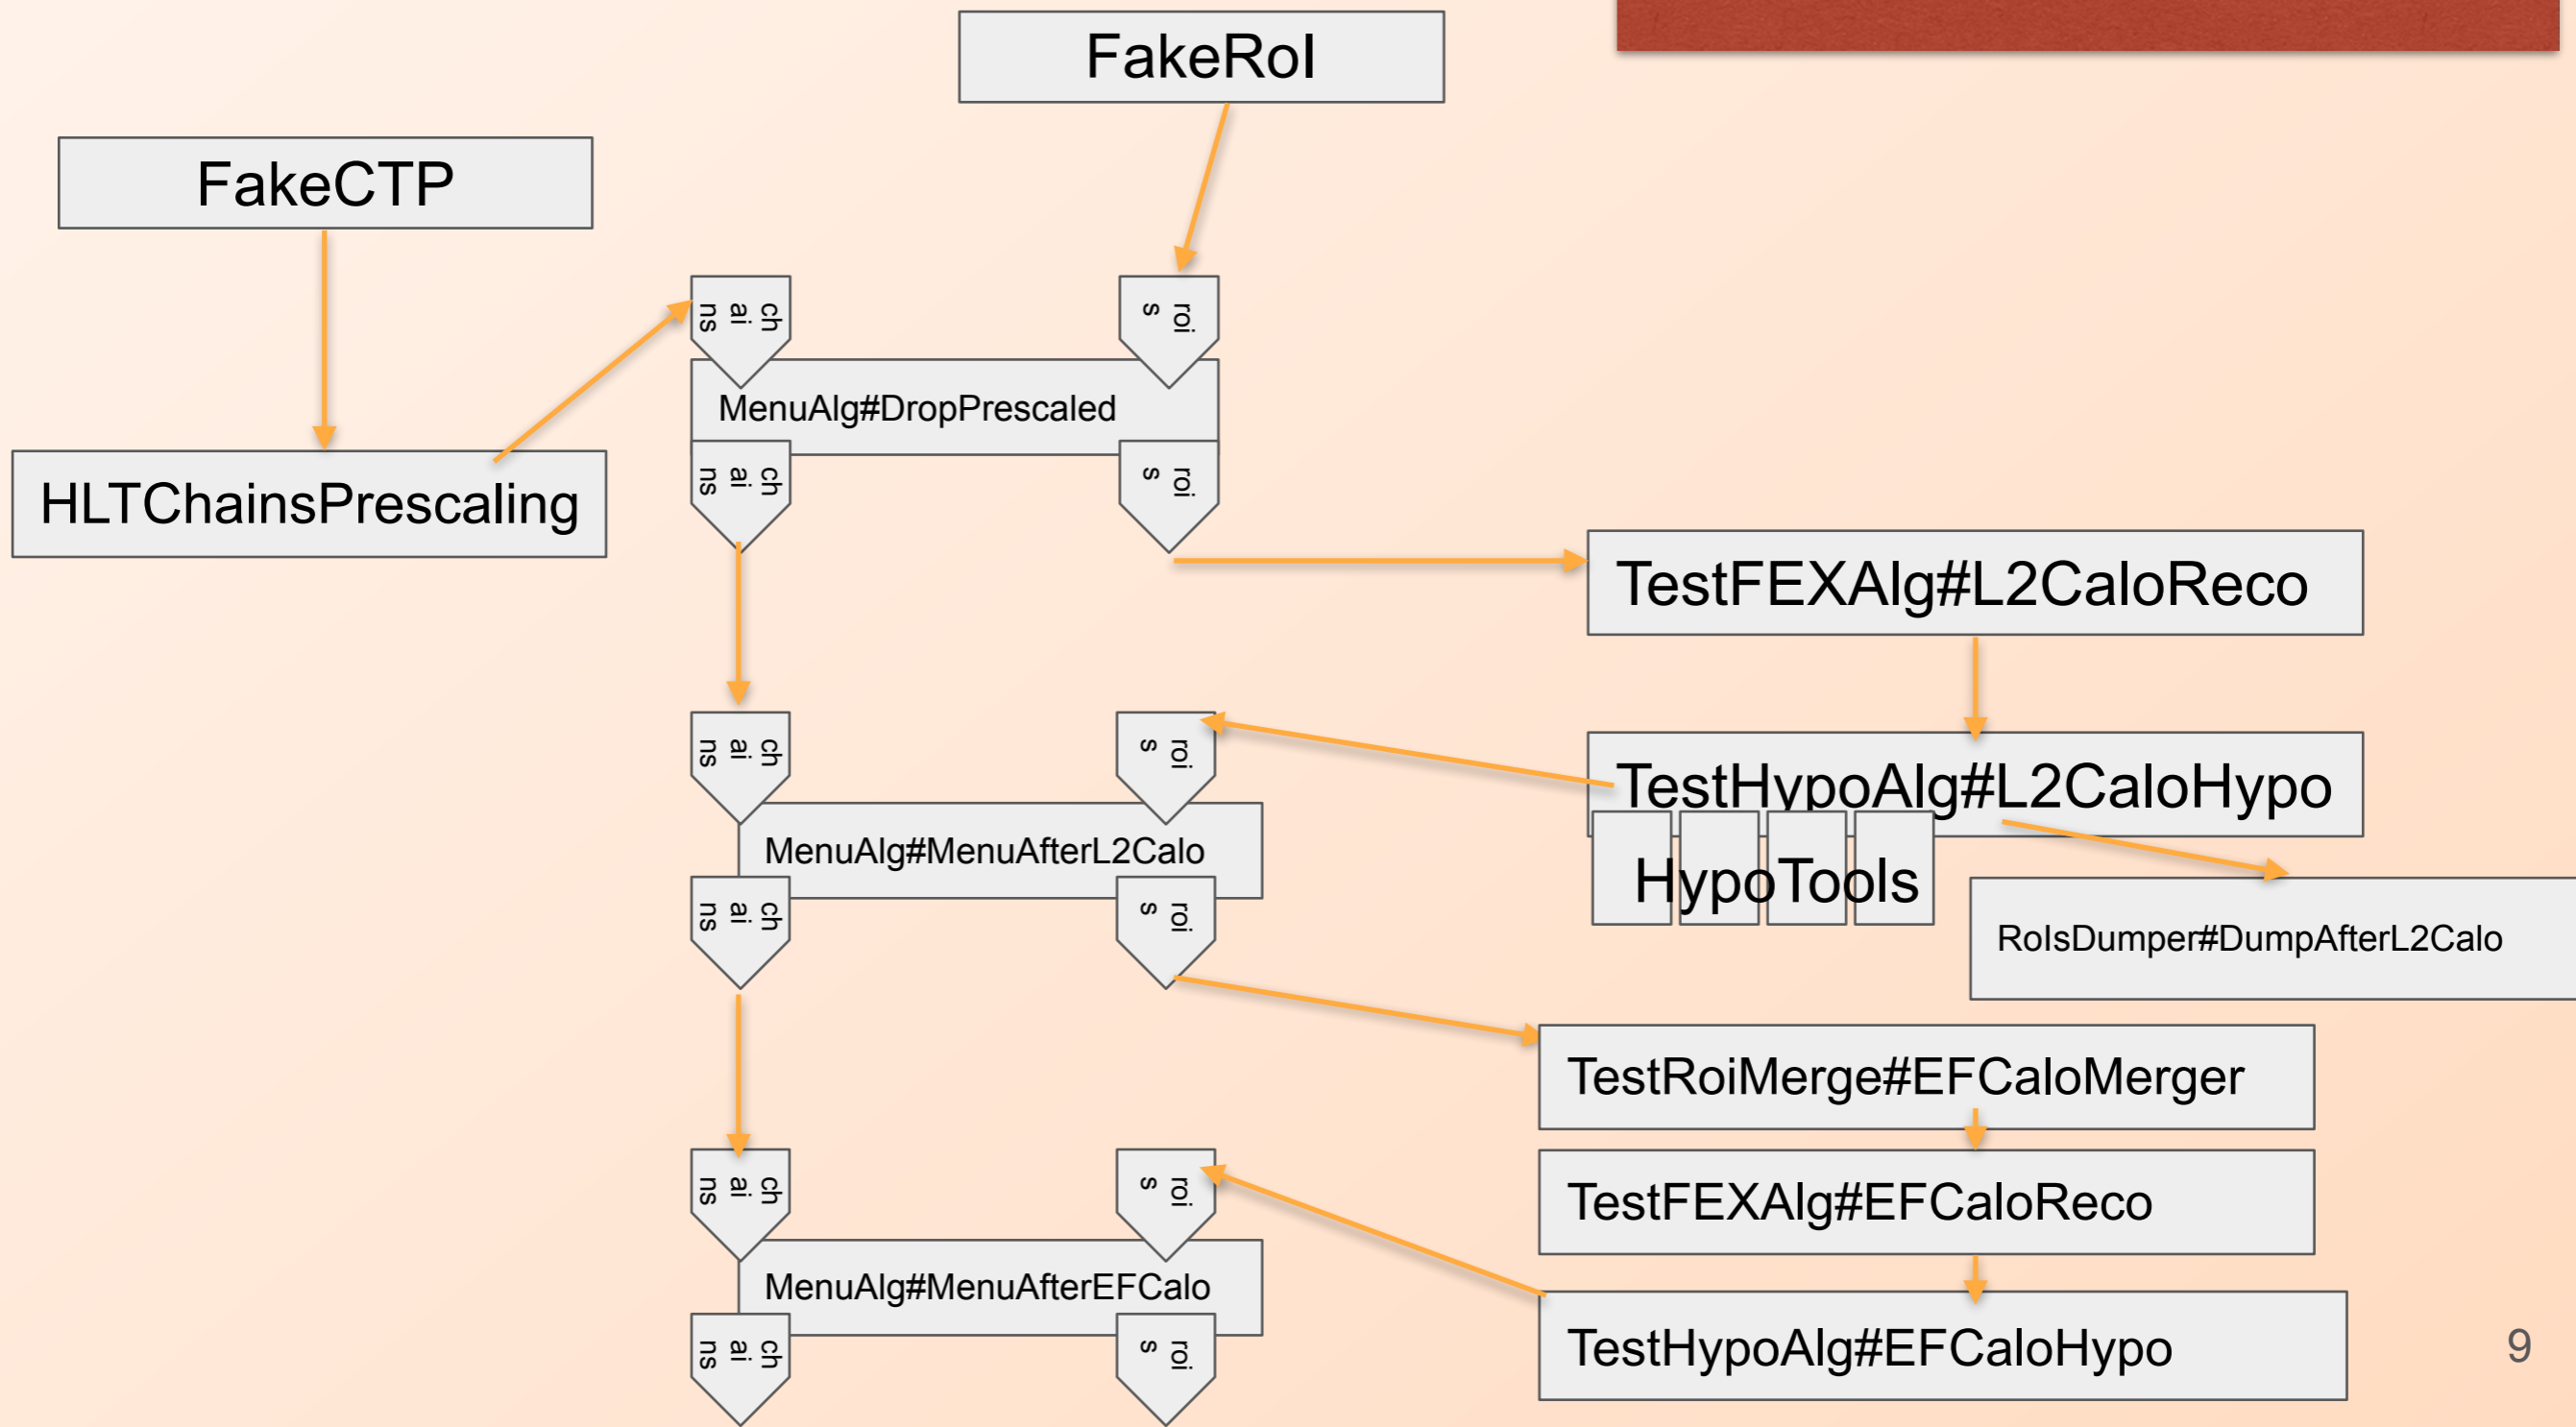 FakeRoI
FakeCTP
ch
ai
ns
roi
s
MenuAlg#DropPrescaled
HLTChainsPrescaling
ch
ai
ns
roi
s
TestFEXAlg#L2CaloReco
ch
ai
ns
roi
s
TestHypoAlg#L2CaloHypo
MenuAlg#MenuAfterL2Calo
HypoTools
ch
ai
ns
roi
s
RoIsDumper#DumpAfterL2Calo
TestRoiMerge#EFCaloMerger
ch
ai
ns
roi
s
TestFEXAlg#EFCaloReco
MenuAlg#MenuAfterEFCalo
ch
ai
ns
roi
s
TestHypoAlg#EFCaloHypo
9